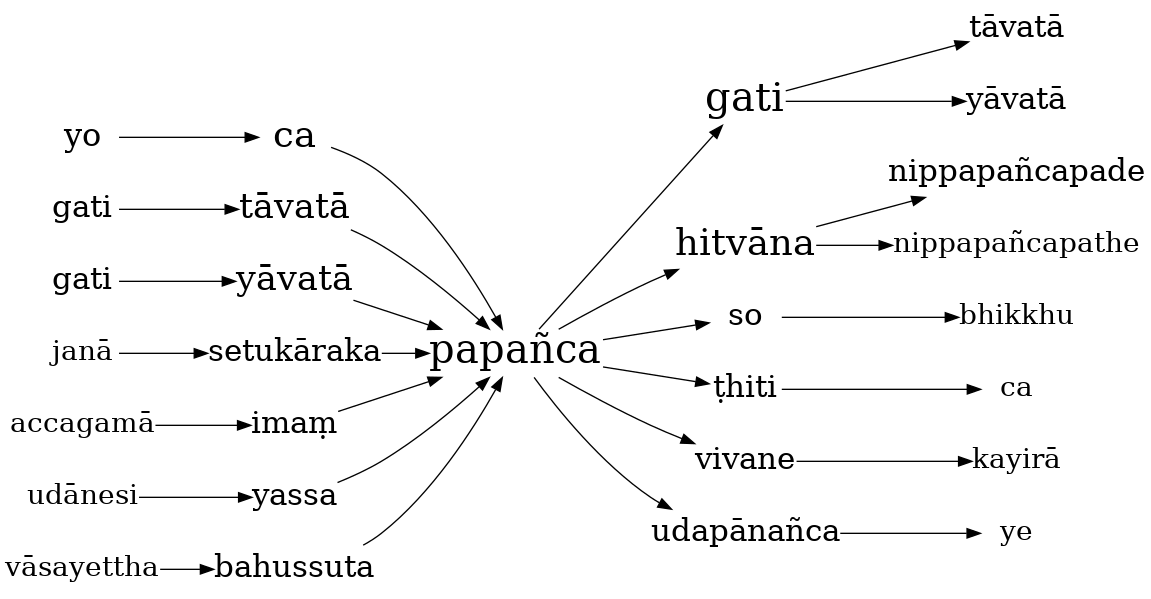 tāvatā
gati
yāvatā
yo ca
nippapañcapade
gati tāvatā
hitvāna
nippapañcapathe
gati yāvatā
so bhikkhu
janā setukāraka papañca
ṭhiti ca
accagamā imaṃ
vivane kayirā
udānesi yassa
udapānañca ye
vāsayettha bahussuta